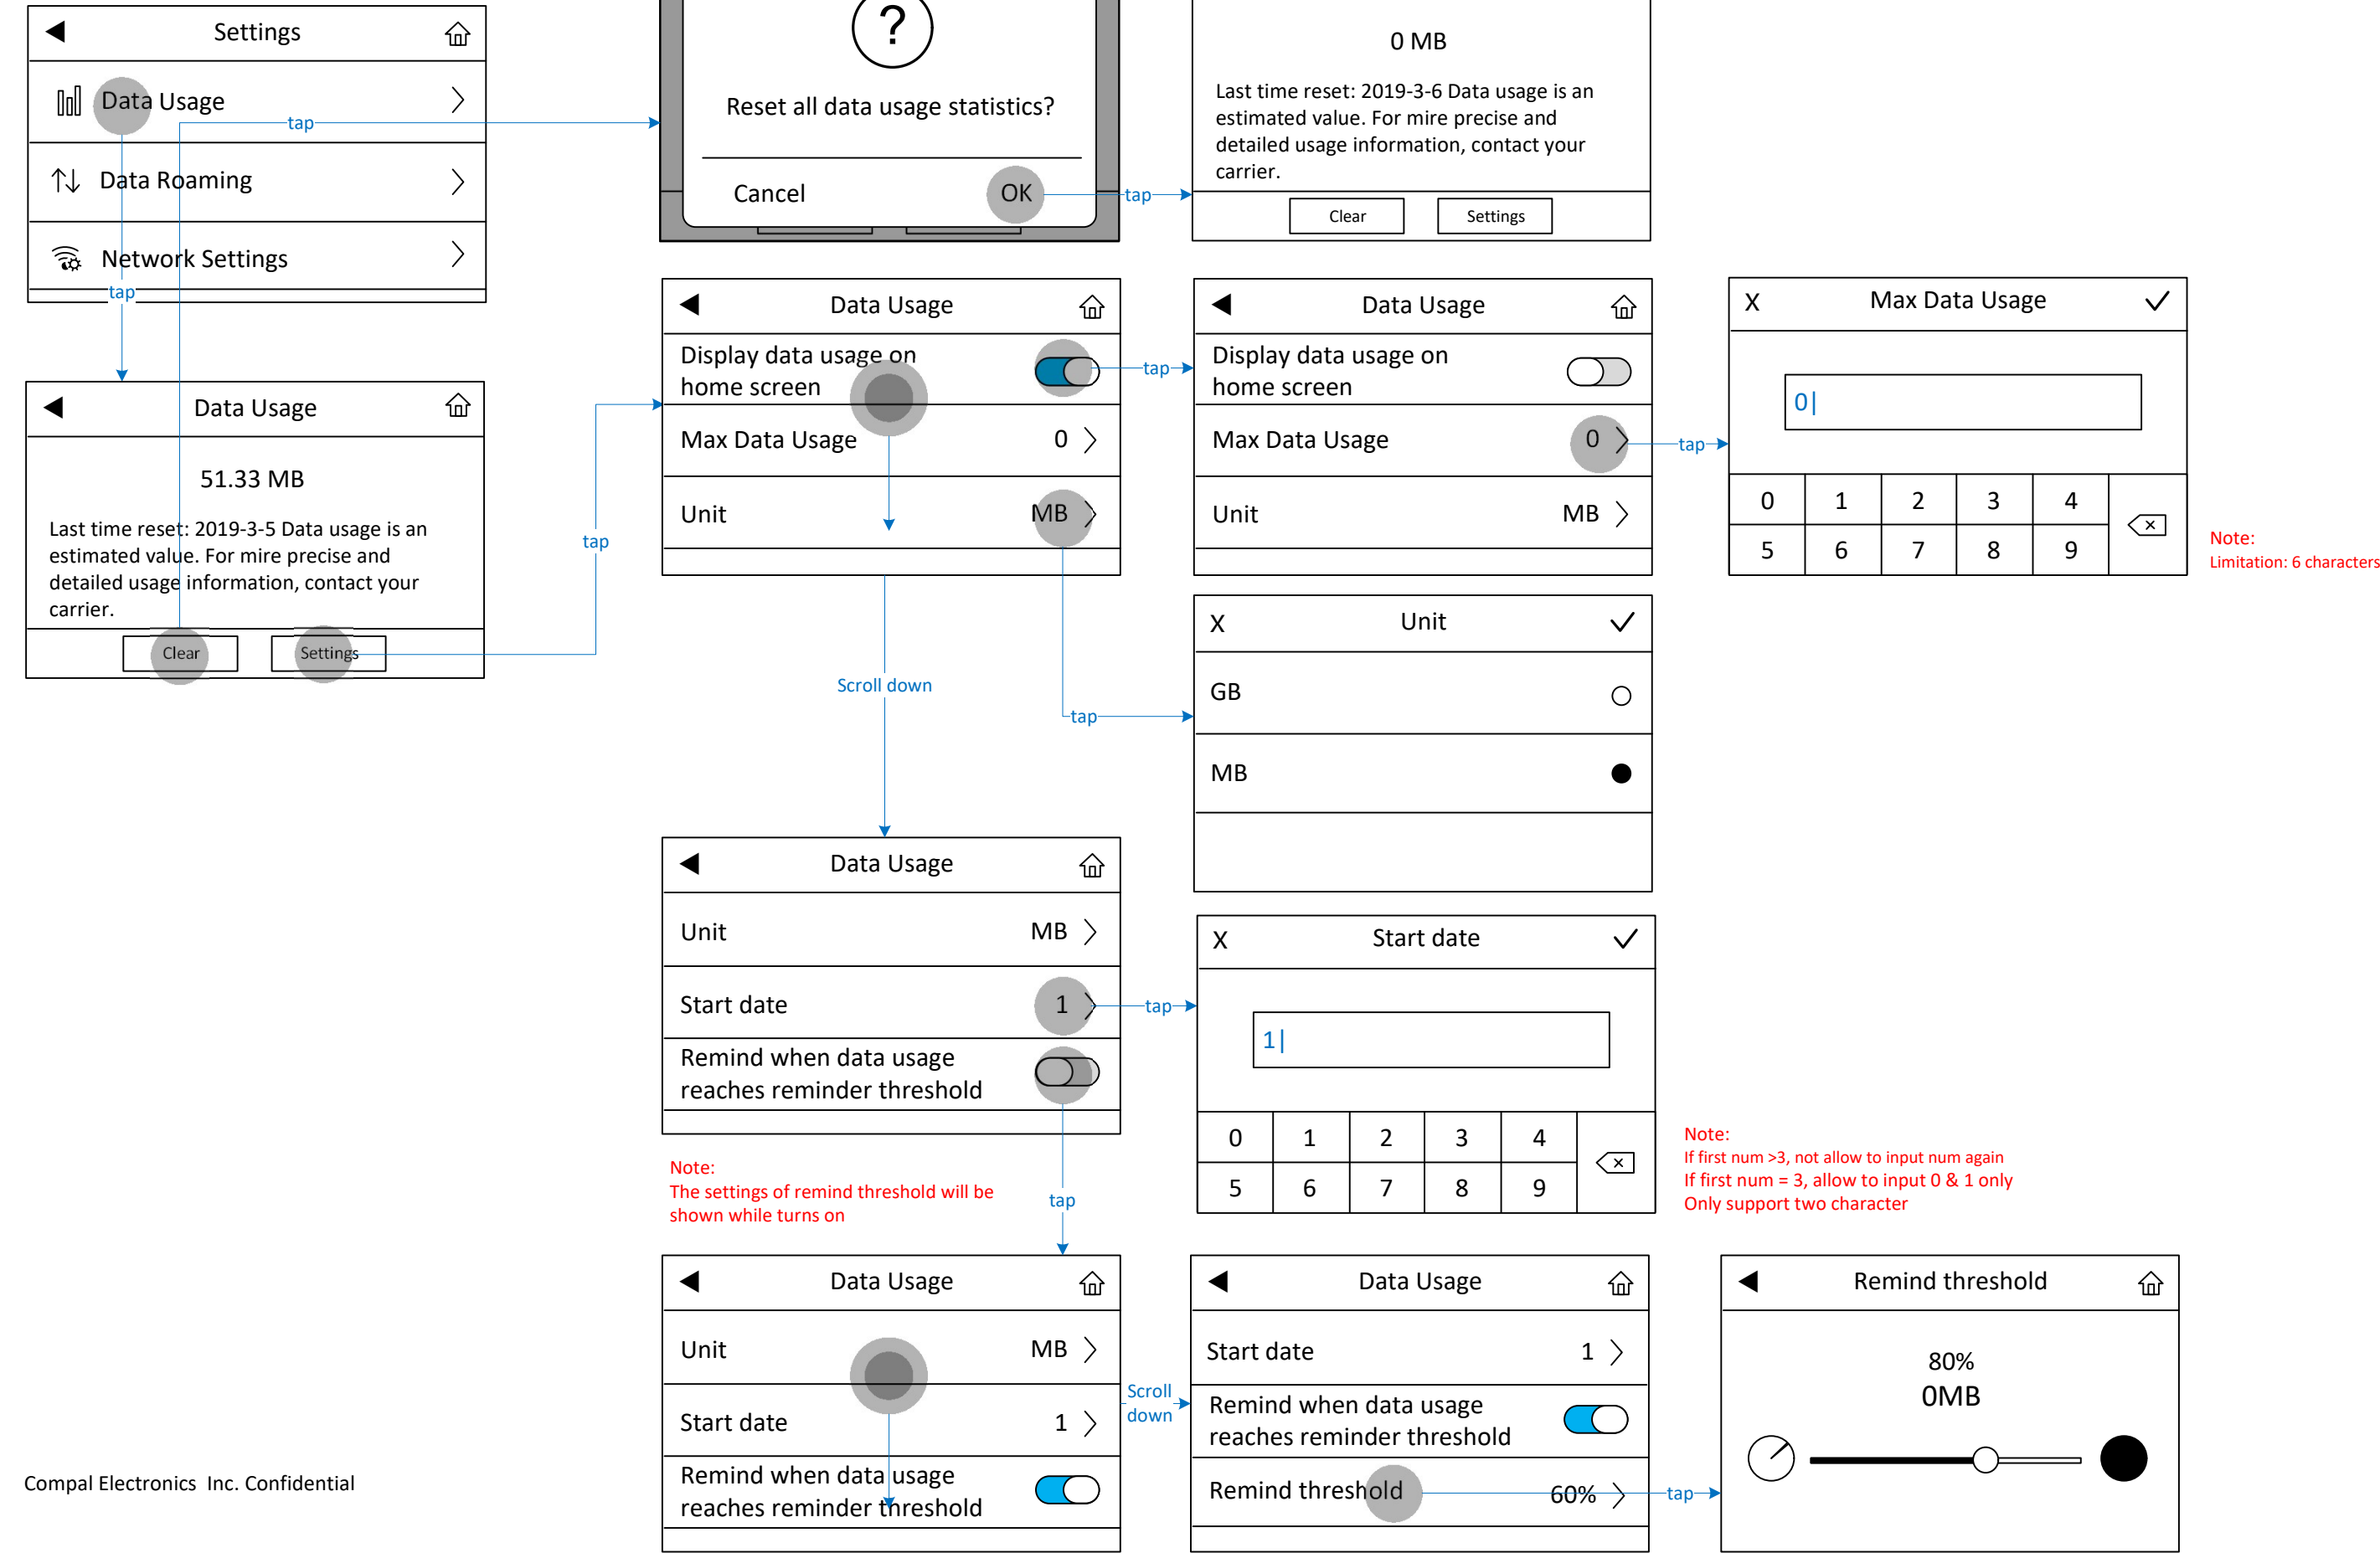 Settings
Data Usage
Data Roaming
Network Settings
tap
tap
?
Reset all data usage statistics?
Cancel
OK
tap
0 MB
Last time reset: 2019-3-6 Data usage is an
estimated value. For mire precise and
detailed usage information, contact your
carrier.
Clear
Settings
Data Usage
51.33 MB
Last time reset: 2019-3-5 Data usage is an
estimated value. For mire precise and
detailed usage information, contact your
carrier.
Clear
Settings
tap
Data Usage
Display data usage on
home screen
Max Data Usage
0
Unit
MB
tap
Data Usage
Display data usage on
home screen
Max Data Usage
0
Unit
MB
tap
X
Max Data Usage
0|
0 1 2 3 4
5 6 7 8 9
Note:
Limitation: 6 characters
Scroll down
tap
X
Unit
GB
MB
Data Usage
Unit
MB
Start date
1
Remind when data usage
reaches reminder threshold
tap
X
Start date
1|
0 1 2 3 4
5 6 7 8 9
Note:
If first num >3, not allow to input num again
If first num = 3, allow to input 0 & 1 only
Only support two character
Note:
The settings of remind threshold will be
shown while turns on
tap
Data Usage
Unit
MB
Start date
1
Remind when data usage
reaches reminder threshold
Scroll
down
Data Usage
Start date
1
Remind when data usage
reaches reminder threshold
Remind threshold
60%
tap
Remind threshold
80%
0MB
Compal Electronics Inc. Confidential